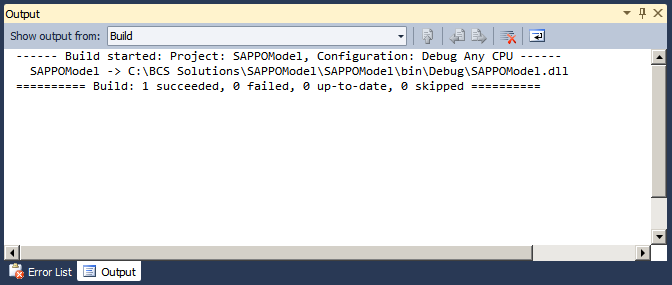 Output
Show output from: Build
------ Build started: Project: SAPPOModel, Configuration: Debug Any CPU ------
SAPPOModel -> C:\BCS Solutions\SAPPOModel\SAPPOModel\bin\Debug\SAPPOModel.dll
========== Build: 1 succeeded, 0 failed, 0 up-to-date, 0 skipped ==========
Error List Output